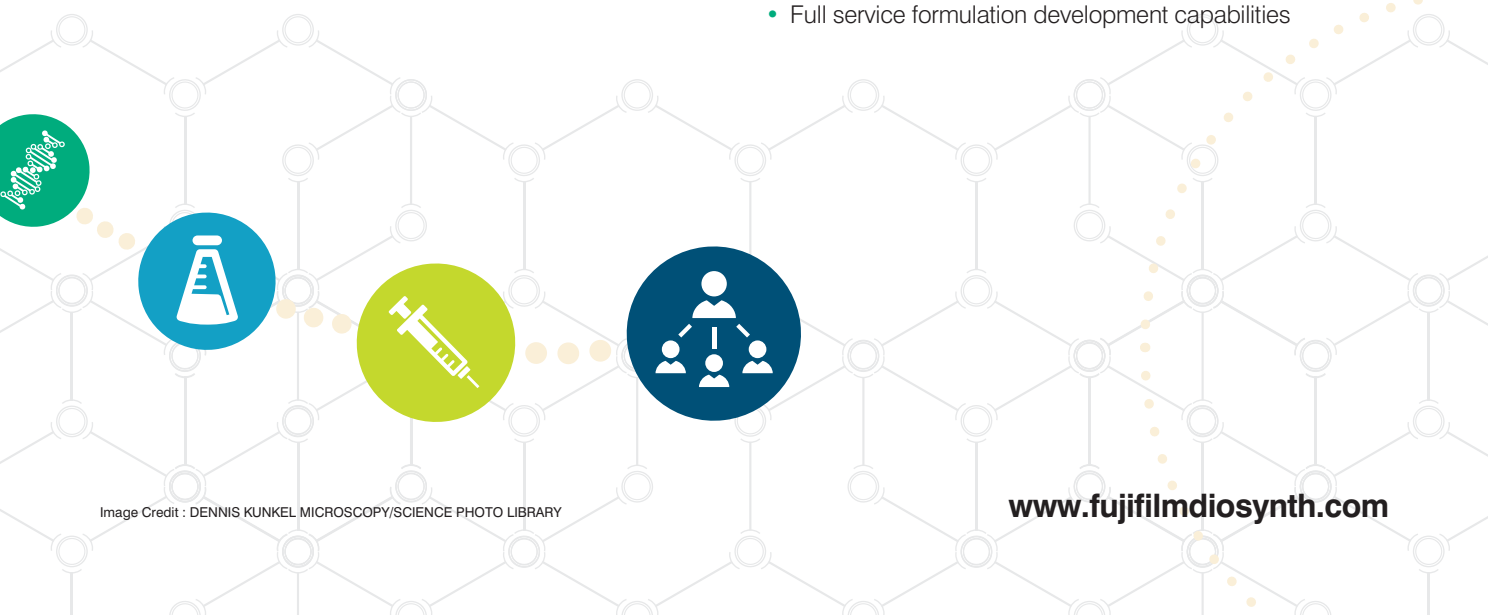 • Full service formulation development capabilities
Image Credit : DENNIS KUNKEL MICROSCOPY/SCIENCE PHOTO LIBRARY
www.fujifilmdiosynth.com